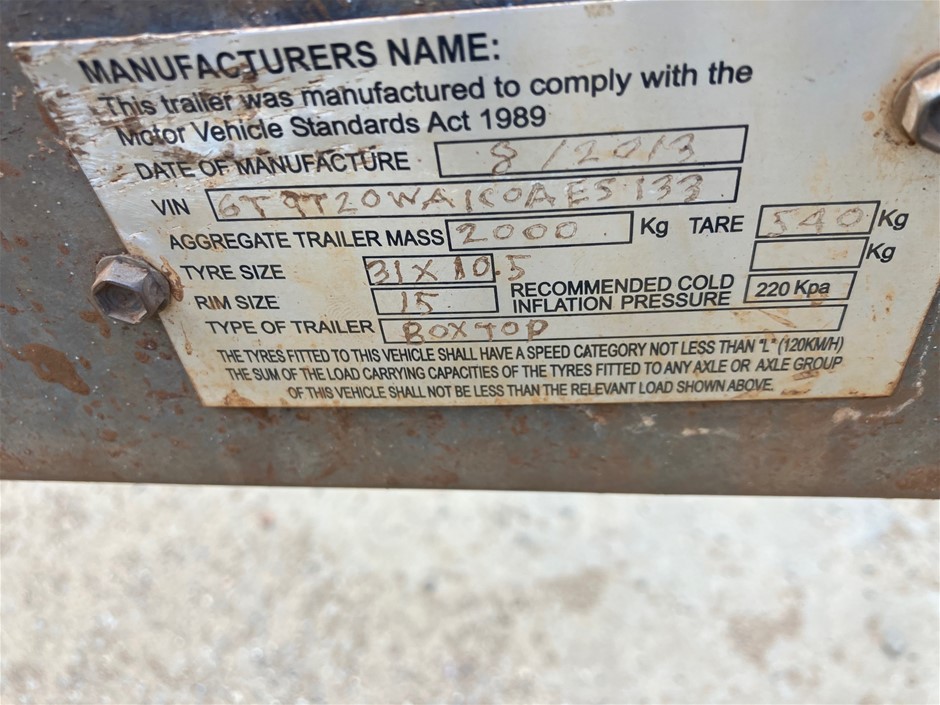 MANUFACTURERS NAME:
This trailer was manufactured to comply with the
Motor Vehicle Standards Act 1989
DATE OF MANUFACTURE 8/2013
VIN 6T9T20WA1C0AES133
AGGREGATE TRAILER MASS 2000 Kg TARE 540 Kg
Kg
TYRE SIZE 31X10.5
RIM SIZE 15 RECOMMENDED COLD INFLATION PRESSURE 220 Kpa
TYPE OF TRAILER BOXTOP
THE TYRES FITTED TO THIS VEHICLE SHALL HAVE A SPEED CATEGORY NOT LESS THAN "L" (120KM/H)
THE SUM OF THE LOAD CARRYING CAPACITIES OF THE TYRES FITTED TO ANY AXLE OR AXLE GROUP
OF THIS VEHICLE SHALL NOT BE LESS THAN THE RELEVANT LOAD SHOWN ABOVE.